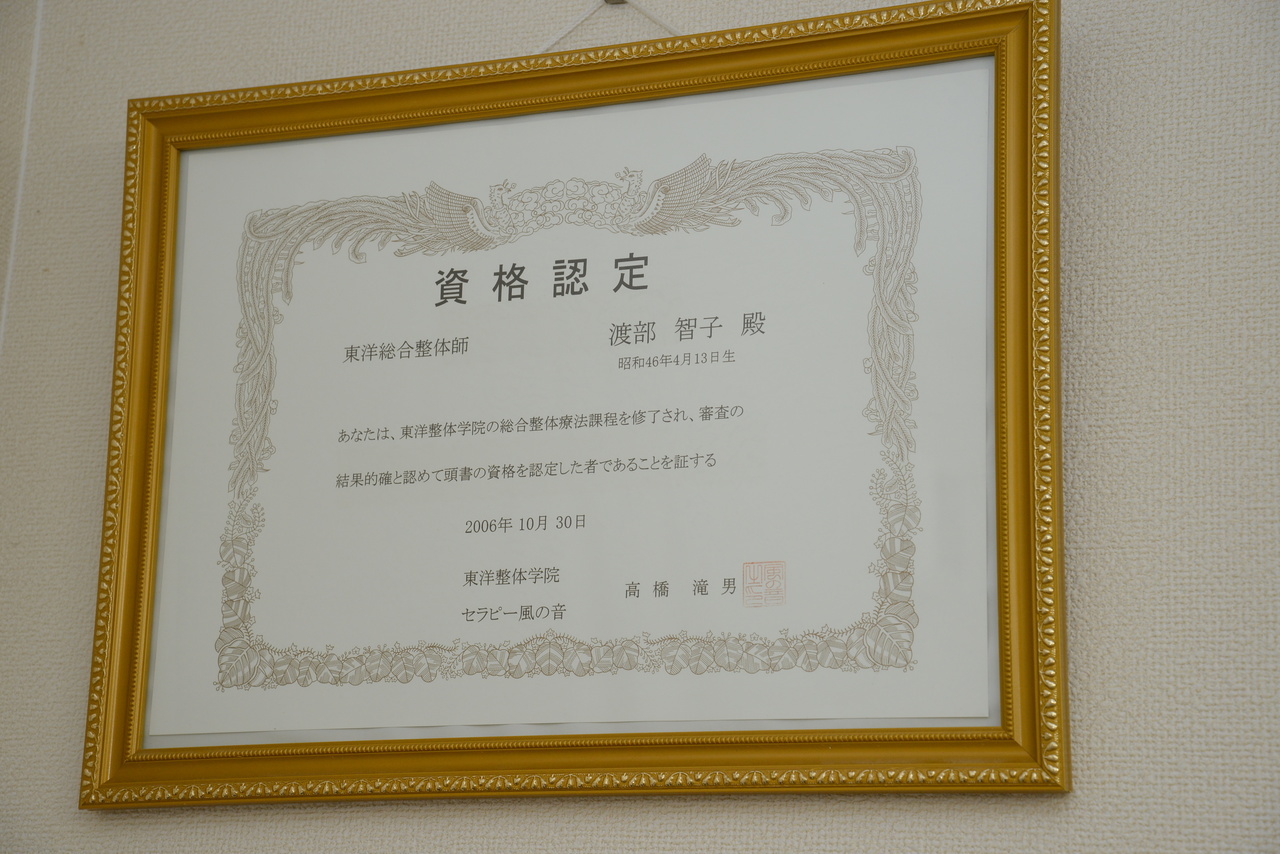 資格認定
東洋総合整体師
渡部 智子 殿
昭和46年4月13日生
あなたは、東洋整体学院の総合整体療法課程を修了され、審査の
結果的確と認めて頭書の資格を認定した者であることを証する
2006年 10月 30日
東洋整体学院
セラピー風の音
高橋 滝男